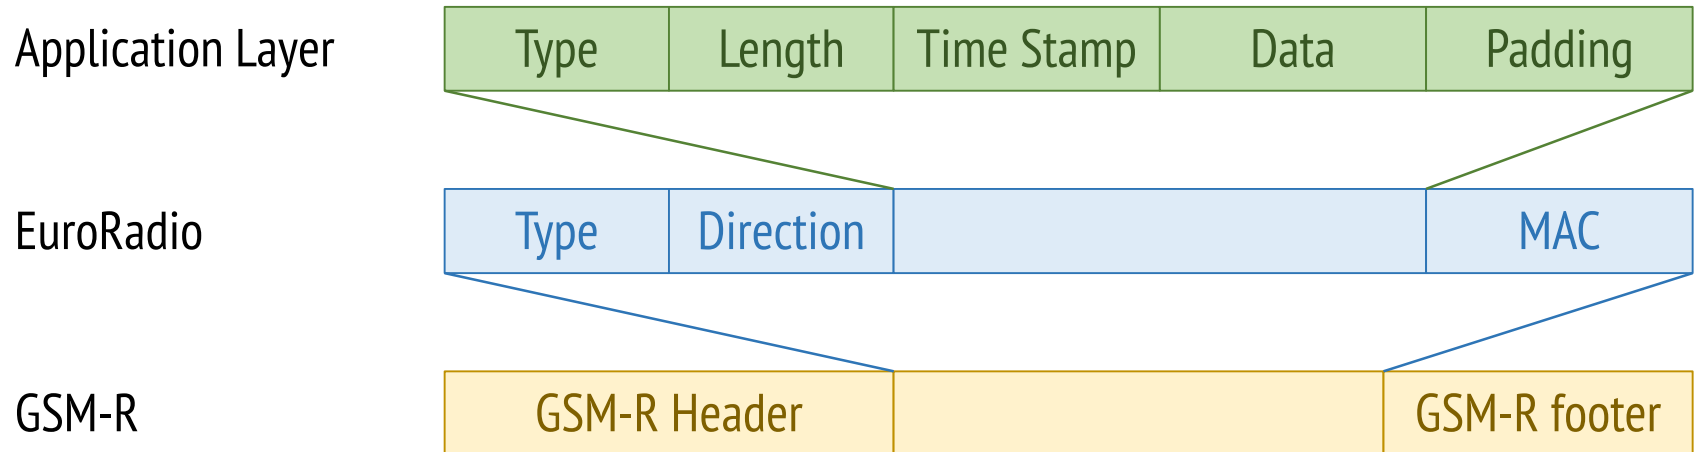 Application Layer Type Length Time Stamp Data Padding
EuroRadio Type Direction MAC
GSM-R GSM-R Header GSM-R footer